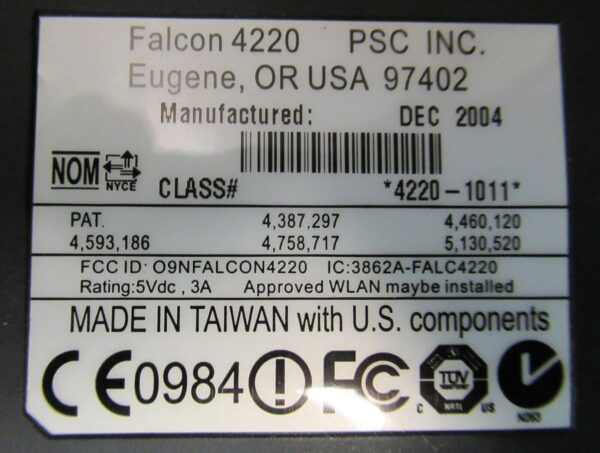 Falcon 4220 PSC INC.
Eugene, OR USA 97402
Manufactured: DEC 2004
NOM NYCE
CLASS# *4220-1011*
PAT. 4,387,297 4,460,120
4,593,186 4,758,717 5,130,520
FCC ID: O9NFALCON4220 IC:3862A-FALC4220
Rating:5Vdc , 3A Approved WLAN maybe installed
MADE IN TAIWAN with U.S. components
CE0984 FC C TÜV NRTL US N263